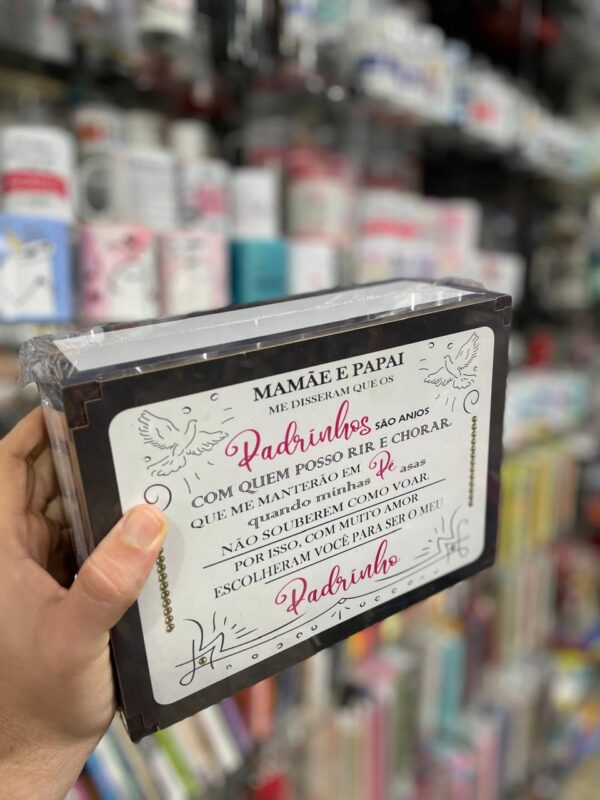 MAMÃE E PAPAI
ME DISSERAM QUE OS
Padrinhos SÃO ANJOS
COM QUEM POSSO RIR E CHORAR,
QUE ME MANTERÃO EM Pé
quando minhas asas
NÃO SOUBEREM COMO VOAR.
POR ISSO, COM MUITO AMOR
ESCOLHERAM VOCÊ PARA SER O MEU
Padrinho